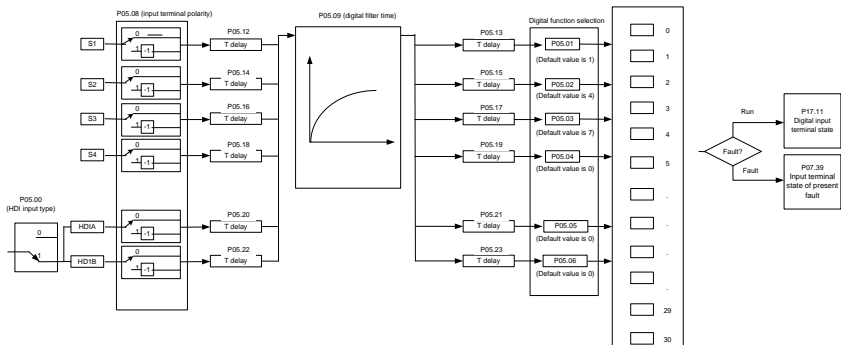 P05.08 (input terminal polarity)
P05.12
P05.09 (digital filter time)
P05.13
Digital function selection
S1
0
1
-1
T delay
T delay
P05.01
(Default value is 1)
P05.14
P05.15
S2
0
1
-1
T delay
T delay
P05.02
(Default value is 4)
P05.16
P05.17
S3
0
1
-1
T delay
T delay
P05.03
(Default value is 7)
P05.18
P05.19
S4
0
1
-1
T delay
T delay
P05.04
(Default value is 0)
P05.00
(HDI input type)
0
1
P05.20
P05.21
HDIA
0
1
-1
T delay
T delay
P05.05
(Default value is 0)
P05.22
P05.23
HD1B
0
1
-1
T delay
T delay
P05.06
(Default value is 0)
0
1
2
3
4
5
.
.
.
.
29
30
Fault?
Run
Fault
P17.11
Digital input
terminal state
P07.39
Input terminal
state of present
fault